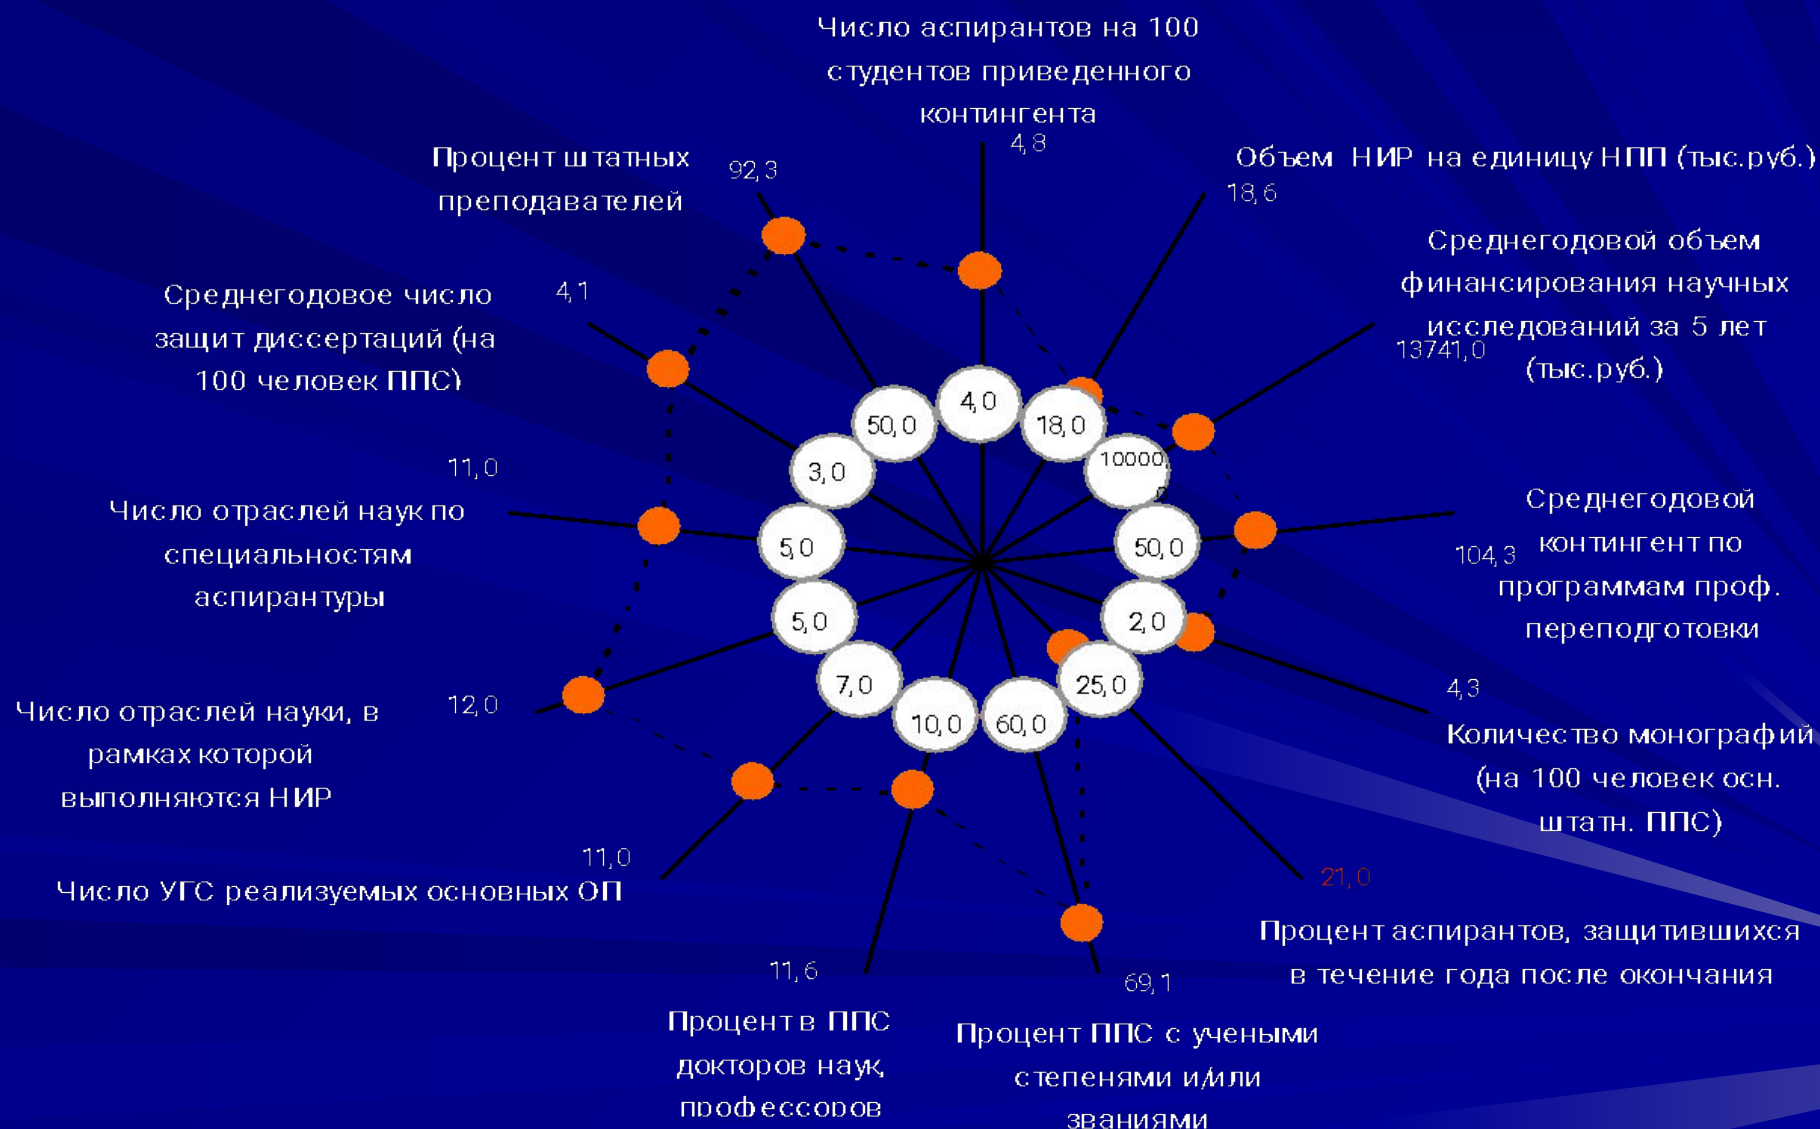 Число аспирантов на 100
студентов приведенного
контингента
4,8
Объем НИР на единицу НПП (тыс.руб.)
18,6
Среднегодовой объем
финансирования научных
исследований за 5 лет
(тыс.руб.)
13741,0
Среднегодовой
контингент по
программам проф.
переподготовки
104,3
4,3
Количество монографий
(на 100 человек осн.
штатн. ППС)
21,0
Процент аспирантов, защитившихся
в течение года после окончания
69,1
Процент ППС с учеными
степенями и/или
званиями
11,6
Процент в ППС
докторов наук,
профессоров
11,0
Число УГС реализуемых основных ОП
12,0
Число отраслей науки, в
рамках которой
выполняются НИР
11,0
Число отраслей наук по
специальностям
аспирантуры
4,1
Среднегодовое число
защит диссертаций (на
100 человек ППС)
92,3
Процент штатных
преподавателей
4,0
18,0
10000,
0
50,0
2,0
25,0
60,0
10,0
7,0
5,0
5,0
3,0
50,0